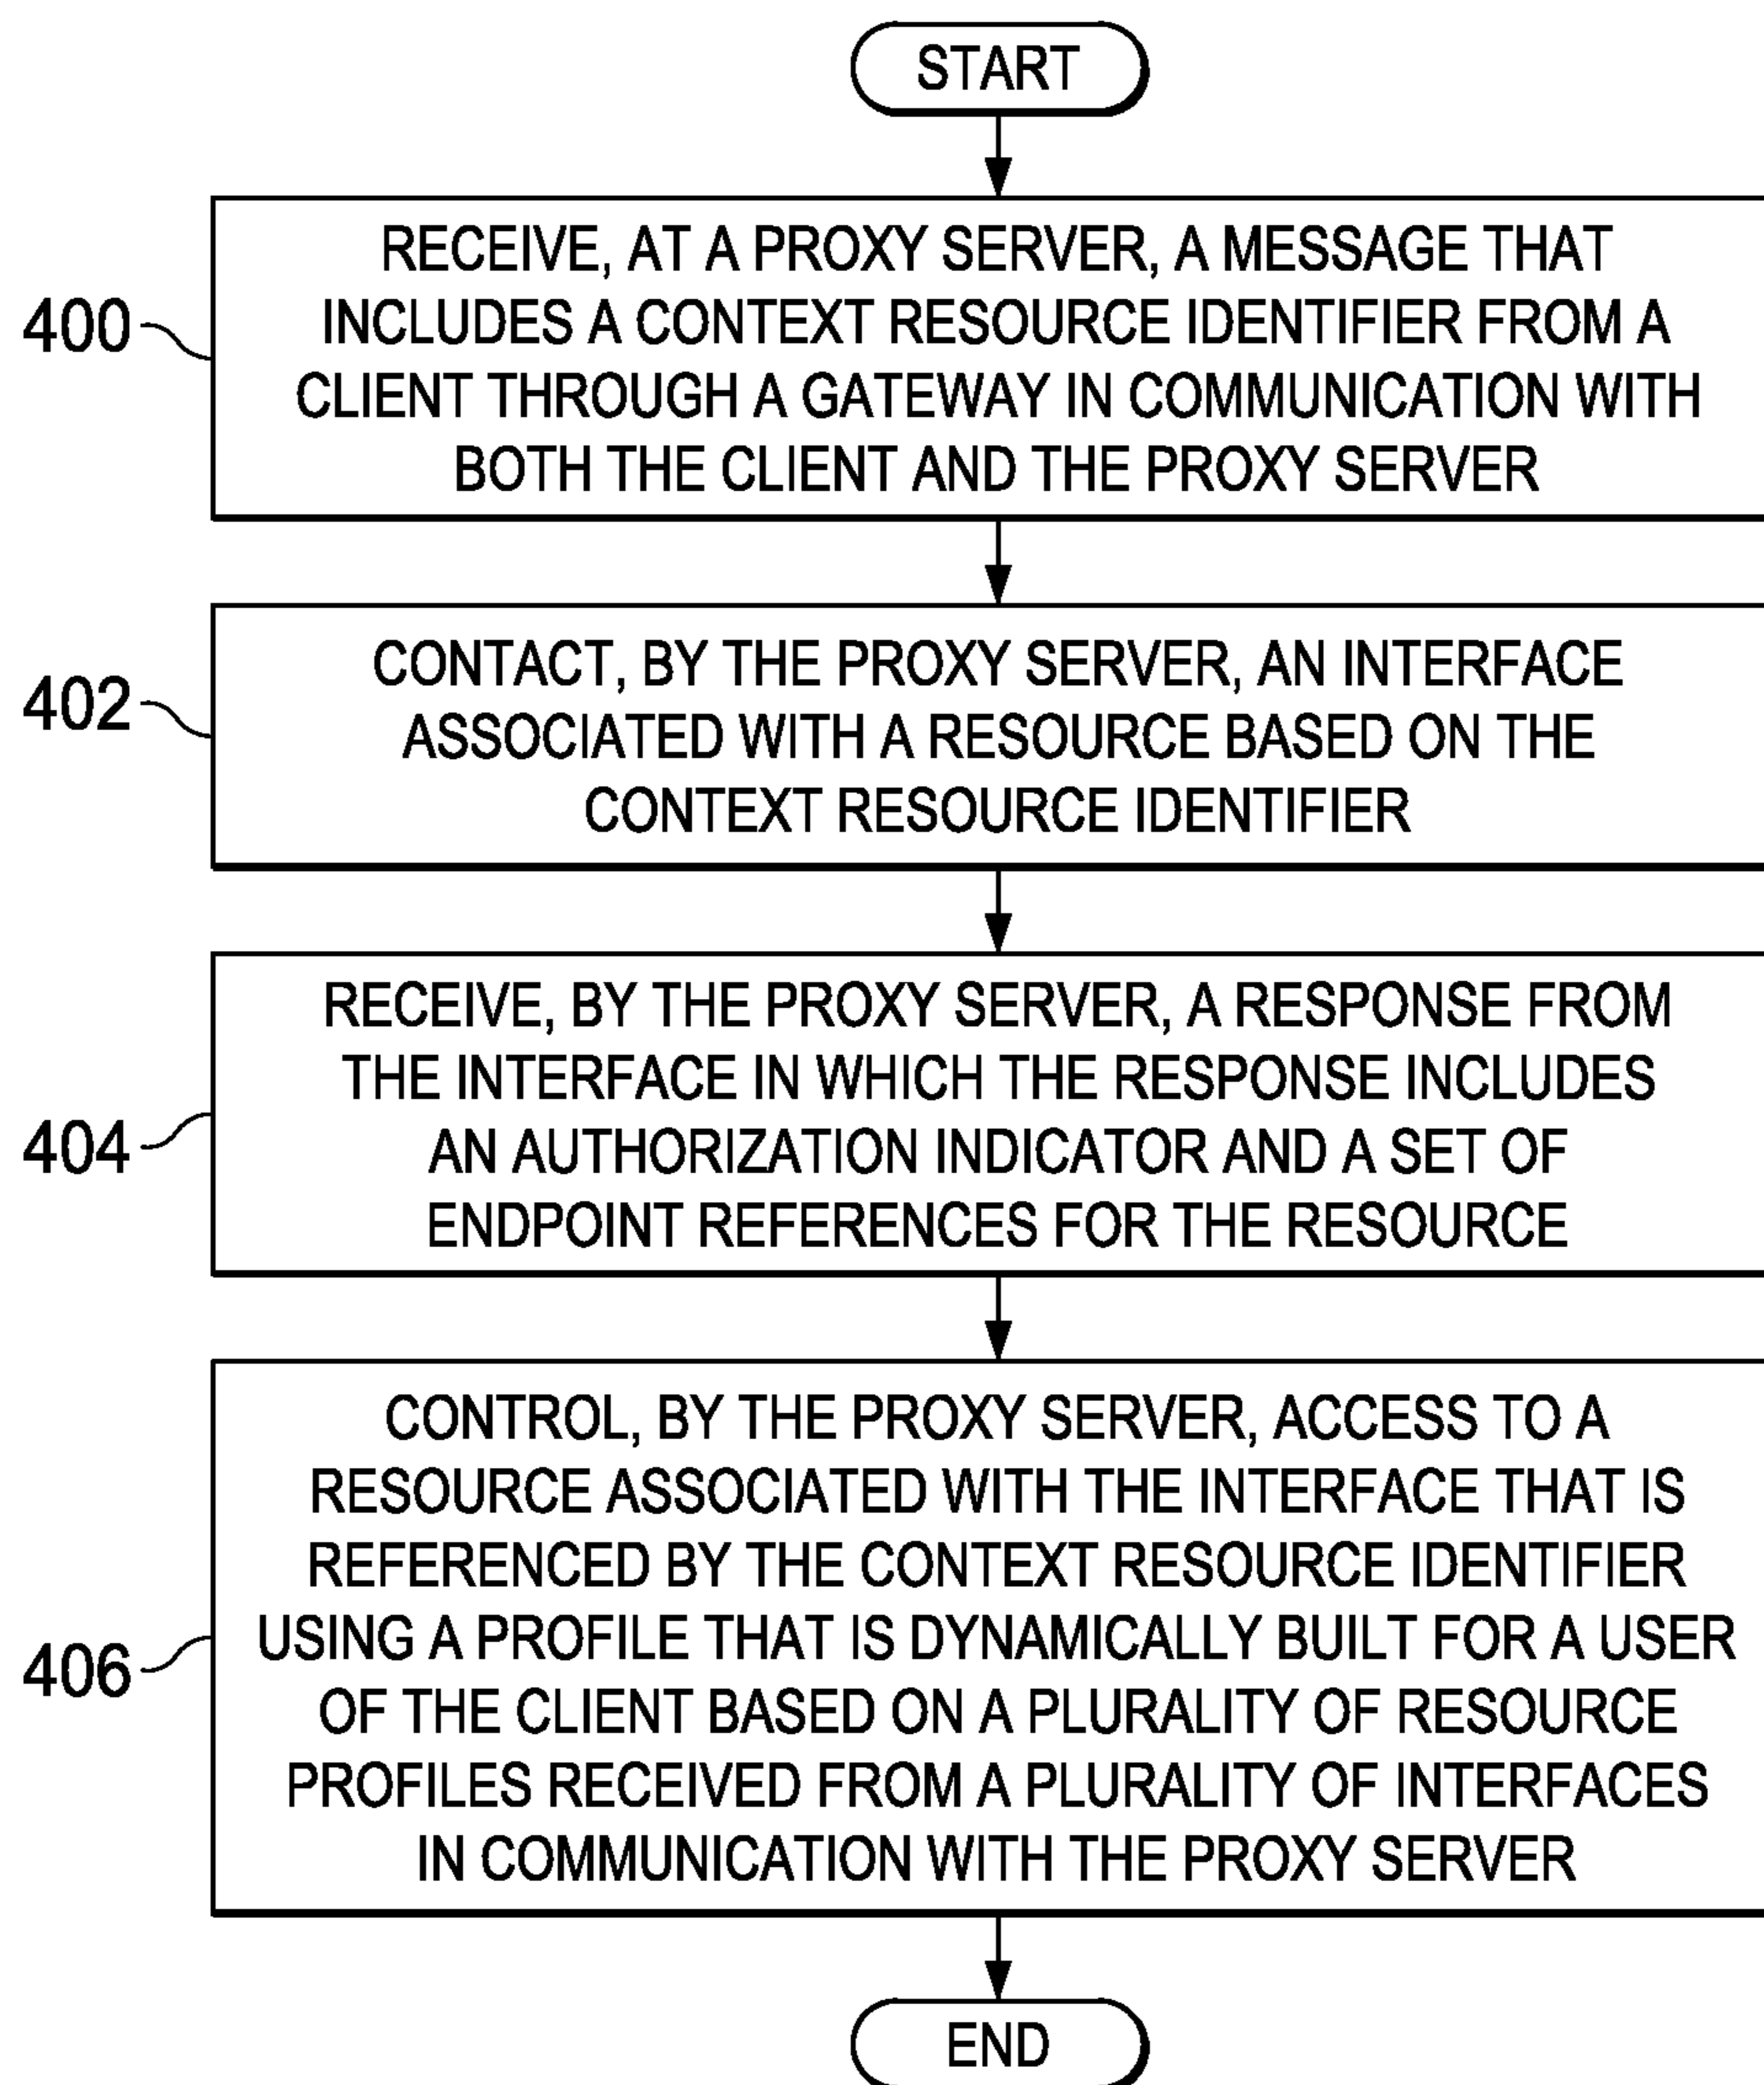 START
400
RECEIVE, AT A PROXY SERVER, A MESSAGE THAT
INCLUDES A CONTEXT RESOURCE IDENTIFIER FROM A
CLIENT THROUGH A GATEWAY IN COMMUNICATION WITH
BOTH THE CLIENT AND THE PROXY SERVER
402
CONTACT, BY THE PROXY SERVER, AN INTERFACE
ASSOCIATED WITH A RESOURCE BASED ON THE
CONTEXT RESOURCE IDENTIFIER
404
RECEIVE, BY THE PROXY SERVER, A RESPONSE FROM
THE INTERFACE IN WHICH THE RESPONSE INCLUDES
AN AUTHORIZATION INDICATOR AND A SET OF
ENDPOINT REFERENCES FOR THE RESOURCE
406
CONTROL, BY THE PROXY SERVER, ACCESS TO A
RESOURCE ASSOCIATED WITH THE INTERFACE THAT IS
REFERENCED BY THE CONTEXT RESOURCE IDENTIFIER
USING A PROFILE THAT IS DYNAMICALLY BUILT FOR A USER
OF THE CLIENT BASED ON A PLURALITY OF RESOURCE
PROFILES RECEIVED FROM A PLURALITY OF INTERFACES
IN COMMUNICATION WITH THE PROXY SERVER
END